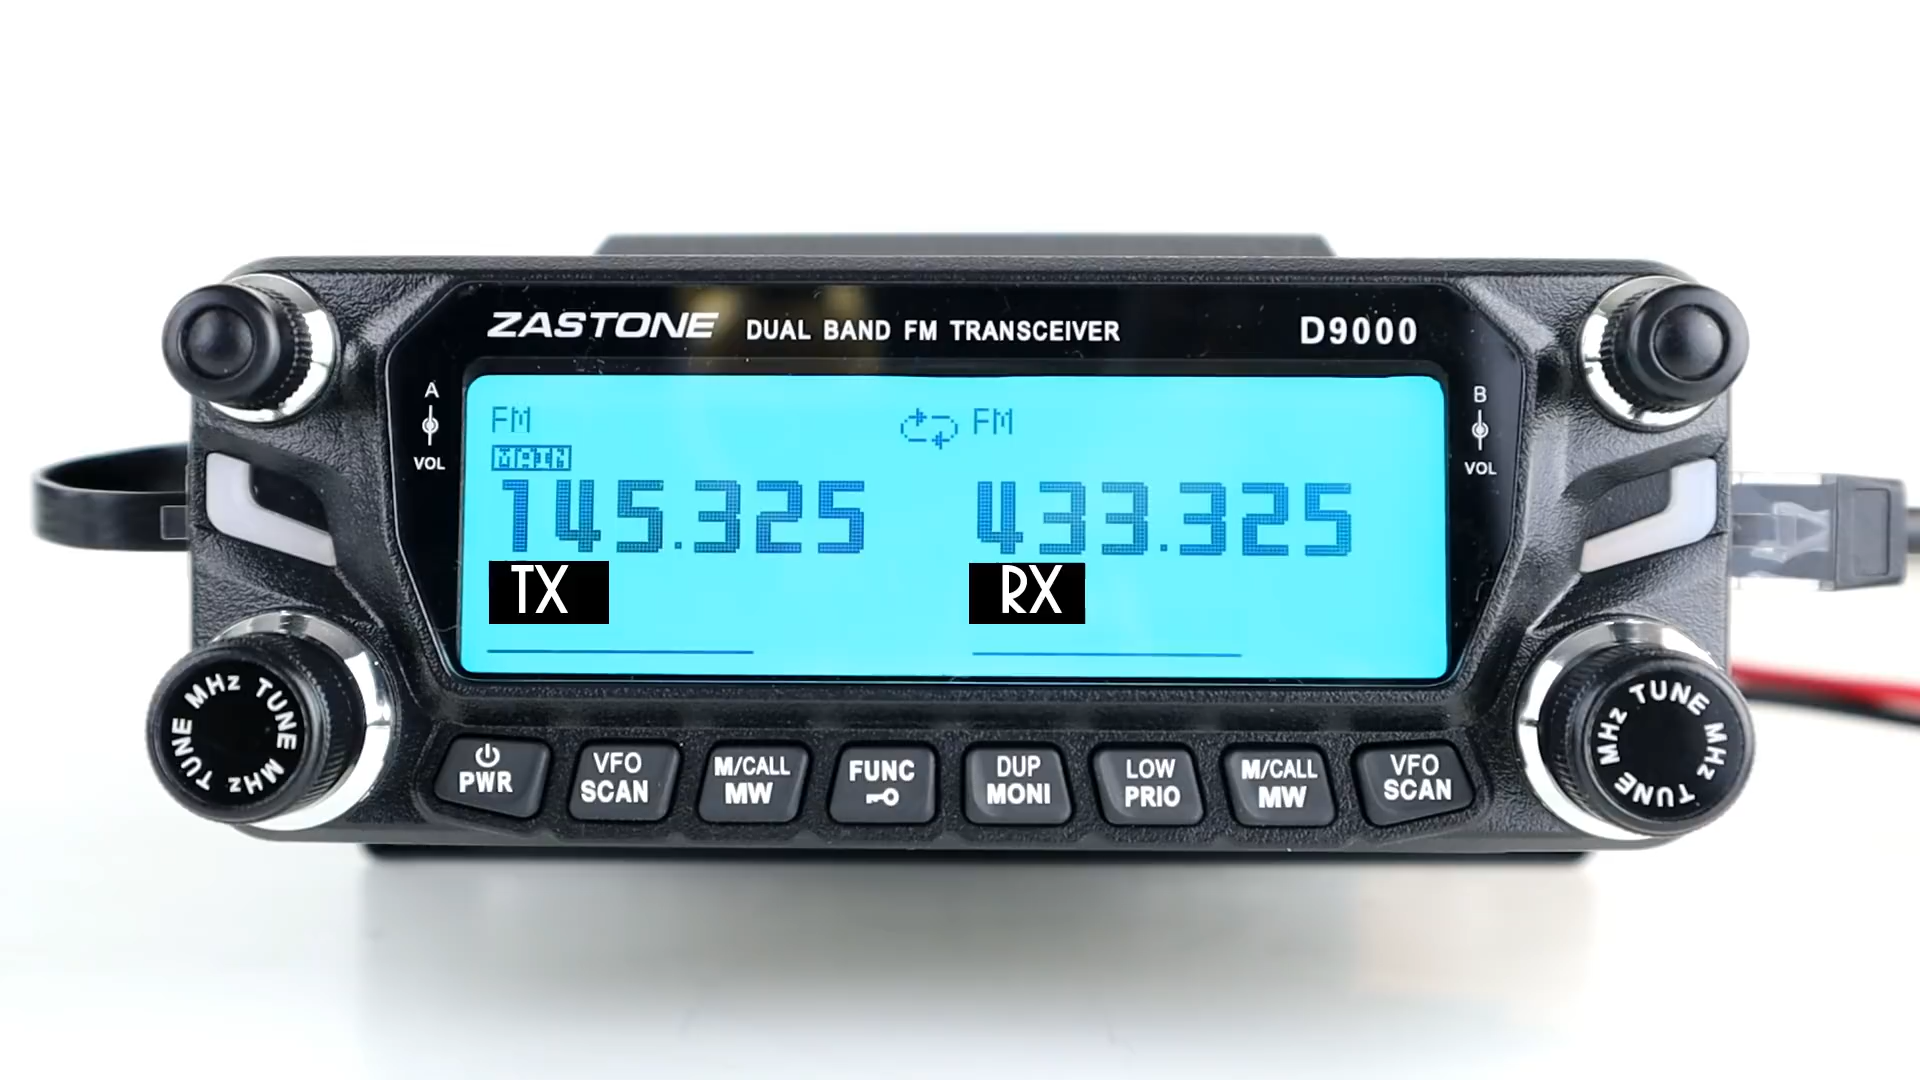 ZASTONE DUAL BAND FM TRANSCEIVER D9000
A
VOL
B
VOL
FM
FM
MAIN
145.325
433.325
TX
RX
TUNE MHz TUNE MHz
TUNE MHz TUNE MHz
PWR
VFO
SCAN
M/CALL
MW
FUNC
DUP
MONI
LOW
PRIO
M/CALL
MW
VFO
SCAN